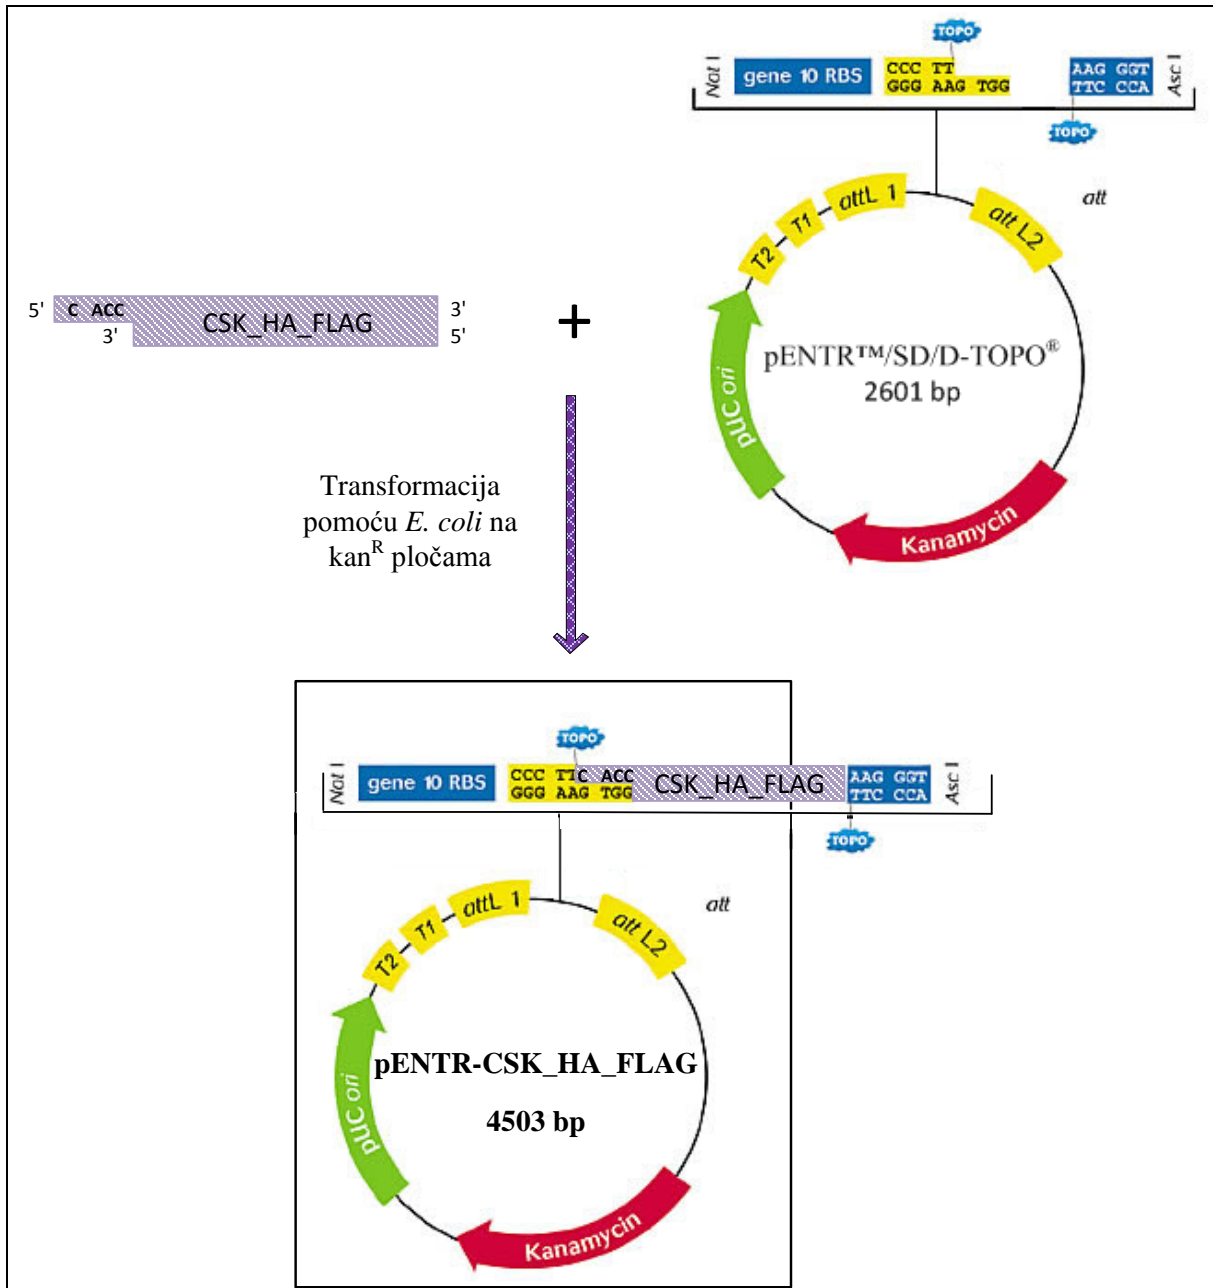 TOPO
Not I
gene 10 RBS
CCC TT
GGG AAG TGG
AAG GGT
TTC CCA
Asc I
TOPO
T2
T1
attL 1
att L2
att
5'
C ACC
3'
CSK_HA_FLAG
3'
5'
+
pENTR™/SD/D-TOPO®
2601 bp
pUC ori
Kanamycin
Transformacija
pomoću E. coli na
kanR pločama
TOPO
Not I
gene 10 RBS
CCC TTC ACC
GGG AAG TGG
CSK_HA_FLAG
AAG GGT
TTC CCA
Asc I
TOPO
T2
T1
attL 1
att L2
att
pENTR-CSK_HA_FLAG
4503 bp
pUC ori
Kanamycin